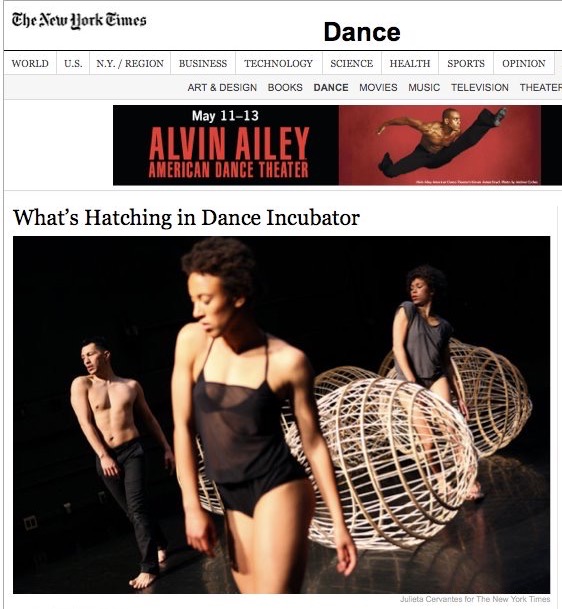 The New York Times
Dance
WORLD U.S. N.Y. / REGION BUSINESS TECHNOLOGY SCIENCE HEALTH SPORTS OPINION
ART & DESIGN BOOKS DANCE MOVIES MUSIC TELEVISION THEATER
May 11–13
ALVIN AILEY
AMERICAN DANCE THEATER
What's Hatching in Dance Incubator
Julieta Cervantes for The New York Times